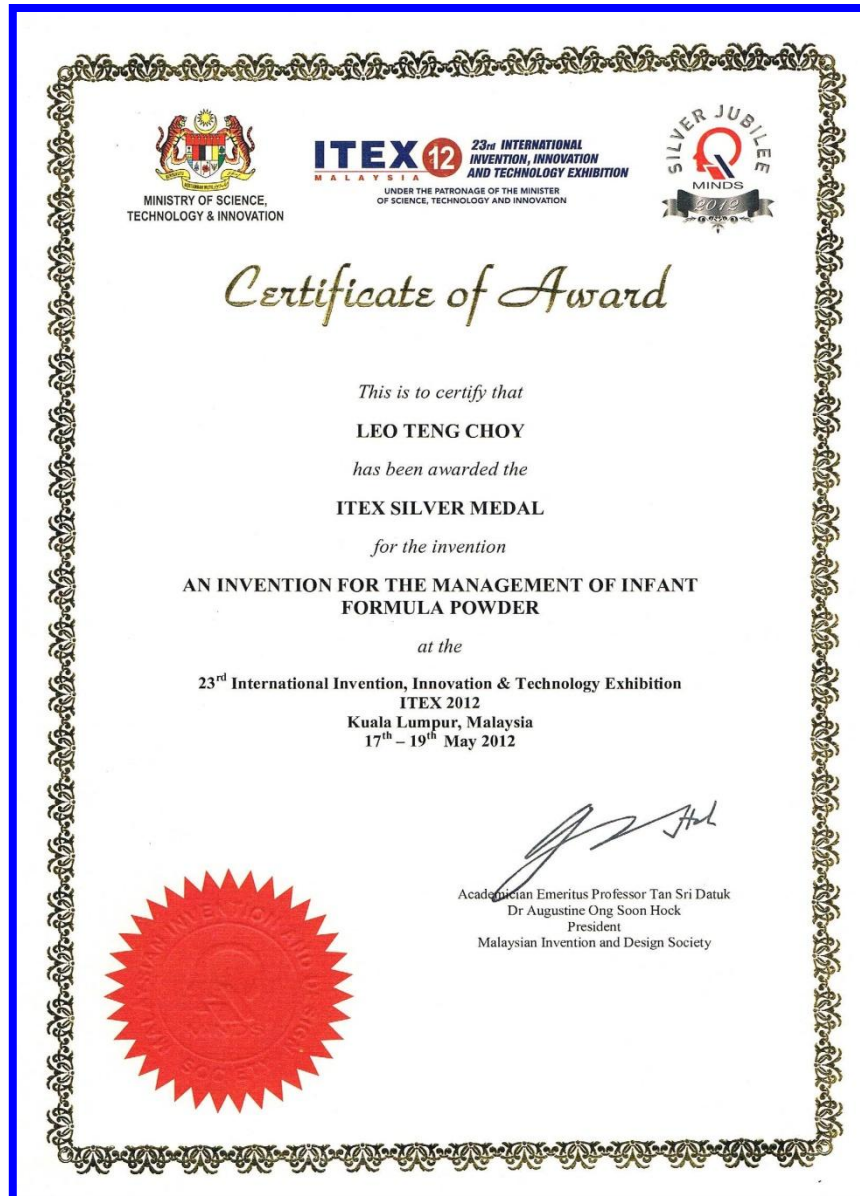 MINISTRY OF SCIENCE,
TECHNOLOGY & INNOVATION
ITEX 12
MALAYSIA
23rd INTERNATIONAL
INVENTION, INNOVATION
AND TECHNOLOGY EXHIBITION
UNDER THE PATRONAGE OF THE MINISTER
OF SCIENCE, TECHNOLOGY AND INNOVATION
SILVER JUBILEE
MINDS
2012
Certificate of Award
This is to certify that
LEO TENG CHOY
has been awarded the
ITEX SILVER MEDAL
for the invention
AN INVENTION FOR THE MANAGEMENT OF INFANT
FORMULA POWDER
at the
23rd International Invention, Innovation & Technology Exhibition
ITEX 2012
Kuala Lumpur, Malaysia
17th – 19th May 2012
Academician Emeritus Professor Tan Sri Datuk
Dr Augustine Ong Soon Hock
President
Malaysian Invention and Design Society
MALAYSIAN INVENTION AND DESIGN
MINDS
SOCIETY